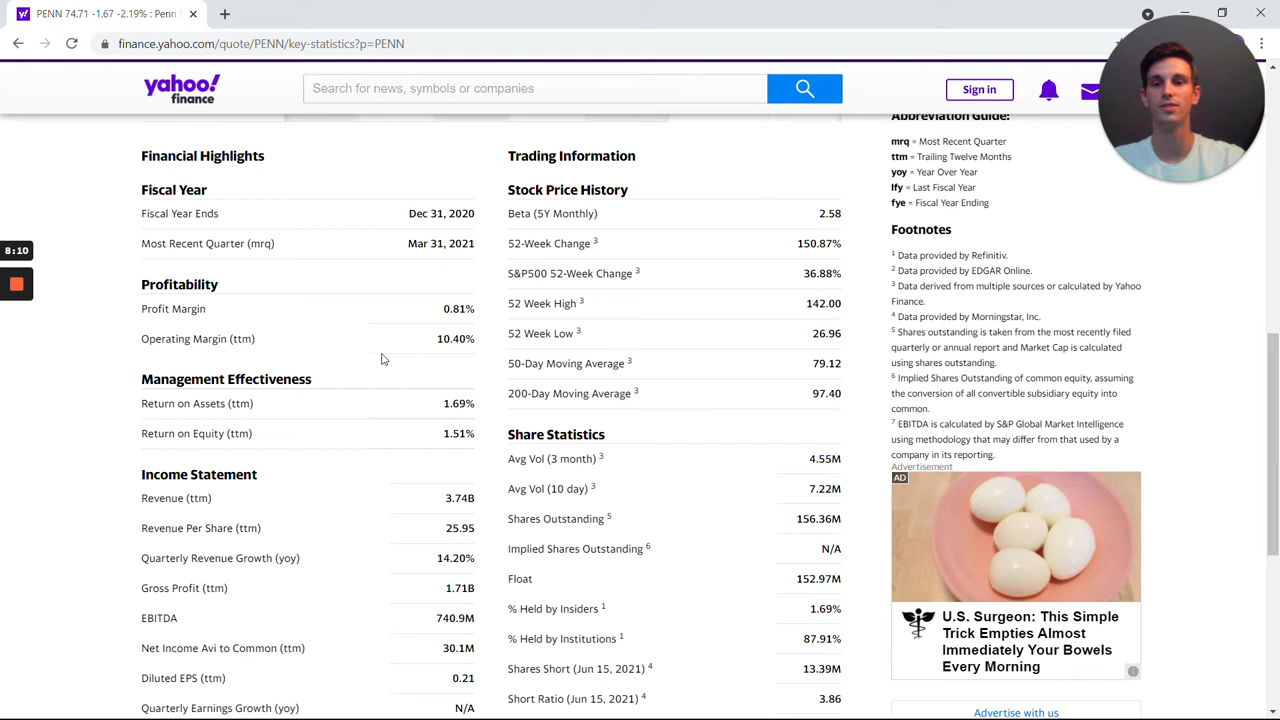 PENN 74.71 -1.67 -2.19% : Penn
finance.yahoo.com/quote/PENN/key-statistics?p=PENN
yahoo!
finance
Search for news, symbols or companies
Sign in
8:10
Financial Highlights
Fiscal Year
Fiscal Year Ends Dec 31, 2020
Most Recent Quarter (mrq) Mar 31, 2021
Profitability
Profit Margin 0.81%
Operating Margin (ttm) 10.40%
Management Effectiveness
Return on Assets (ttm) 1.69%
Return on Equity (ttm) 1.51%
Income Statement
Revenue (ttm) 3.74B
Revenue Per Share (ttm) 25.95
Quarterly Revenue Growth (yoy) 14.20%
Gross Profit (ttm) 1.71B
EBITDA 740.9M
Net Income Avi to Common (ttm) 30.1M
Diluted EPS (ttm) 0.21
Quarterly Earnings Growth (yoy) N/A
Trading Information
Stock Price History
Beta (5Y Monthly) 2.58
52-Week Change 3 150.87%
S&P500 52-Week Change 3 36.88%
52 Week High 3 142.00
52 Week Low 3 26.96
50-Day Moving Average 3 79.12
200-Day Moving Average 3 97.40
Share Statistics
Avg Vol (3 month) 3 4.55M
Avg Vol (10 day) 3 7.22M
Shares Outstanding 5 156.36M
Implied Shares Outstanding 6 N/A
Float 152.97M
% Held by Insiders 1 1.69%
% Held by Institutions 1 87.91%
Shares Short (Jun 15, 2021) 4 13.39M
Short Ratio (Jun 15, 2021) 4 3.86
Abbreviation Guide:
mrq = Most Recent Quarter
ttm = Trailing Twelve Months
yoy = Year Over Year
lfy = Last Fiscal Year
fye = Fiscal Year Ending
Footnotes
1 Data provided by Refinitiv.
2 Data provided by EDGAR Online.
3 Data derived from multiple sources or calculated by Yahoo
Finance.
4 Data provided by Morningstar, Inc.
5 Shares outstanding is taken from the most recently filed
quarterly or annual report and Market Cap is calculated
using shares outstanding.
6 Implied Shares Outstanding of common equity, assuming
the conversion of all convertible subsidiary equity into
common.
7 EBITDA is calculated by S&P Global Market Intelligence
using methodology that may differ from that used by a
company in its reporting.
Advertisement
AD
U.S. Surgeon: This Simple
Trick Empties Almost
Immediately Your Bowels
Every Morning
Advertise with us